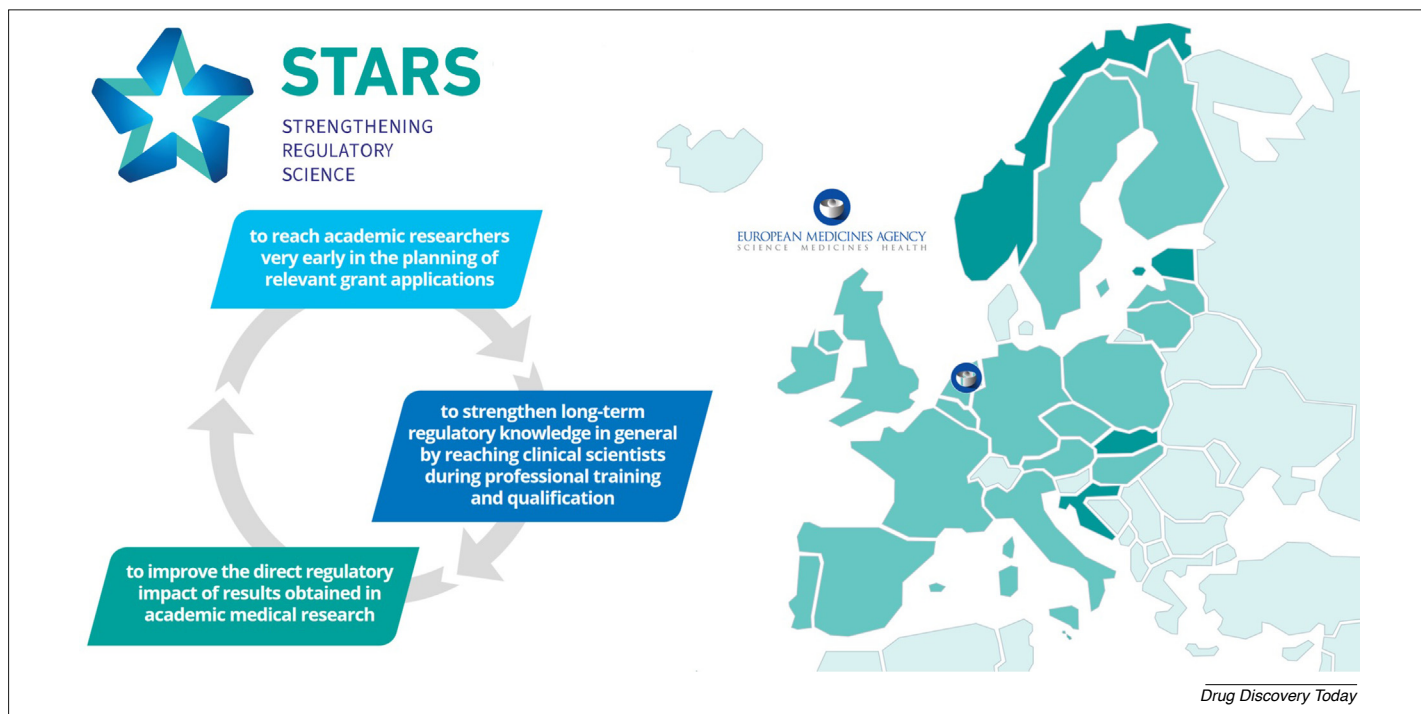 STARS
STRENGTHENING
REGULATORY
SCIENCE
to reach academic researchers
very early in the planning of
relevant grant applications
to strengthen long-term
regulatory knowledge in general
by reaching clinical scientists
during professional training
and qualification
to improve the direct regulatory
impact of results obtained in
academic medical research
EUROPEAN MEDICINES AGENCY
SCIENCE MEDICINES HEALTH
Drug Discovery Today